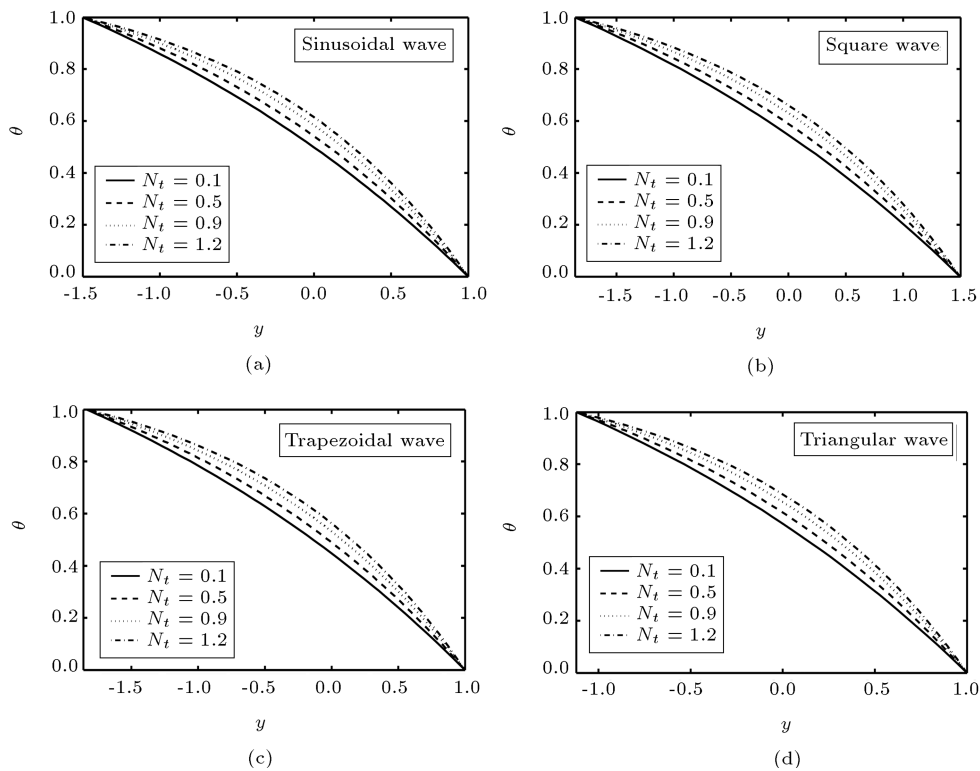 1.0
Sinusoidal wave
0.8
0.6
θ
0.4
N_t = 0.1
N_t = 0.5
0.2
N_t = 0.9
N_t = 1.2
0.0
-1.5 -1.0 -0.5 0.0 0.5 1.0
y
(a)
1.0
Square wave
0.8
0.6
θ
0.4
N_t = 0.1
N_t = 0.5
0.2
N_t = 0.9
N_t = 1.2
0.0
-1.5 -1.0 -0.5 0.0 0.5 1.0 1.5
y
(b)
1.0
Trapezoidal wave
0.8
0.6
θ
0.4
N_t = 0.1
N_t = 0.5
0.2
N_t = 0.9
N_t = 1.2
0.0
-1.5 -1.0 -0.5 0.0 0.5 1.0
y
(c)
1.0
Triangular wave
0.8
0.6
θ
0.4
N_t = 0.1
N_t = 0.5
0.2
N_t = 0.9
N_t = 1.2
0.0
-1.0 -0.5 0.0 0.5 1.0
y
(d)